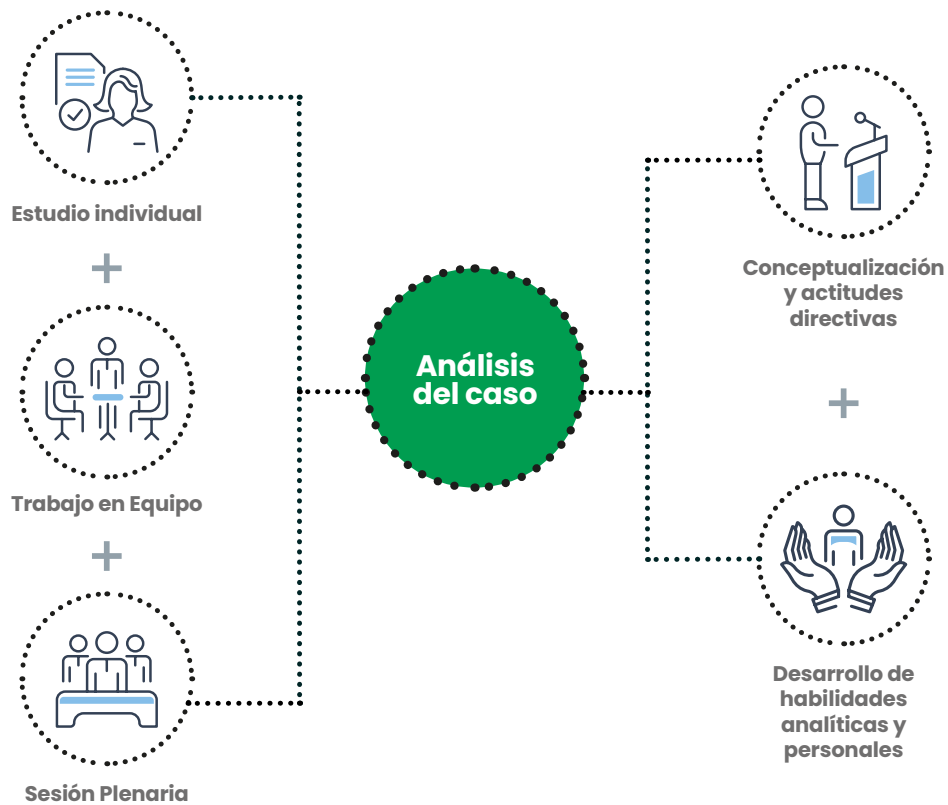 Estudio individual
+
Trabajo en Equipo
+
Sesión Plenaria
Análisis
del caso
Conceptualización
y actitudes
directivas
+
Desarrollo de
habilidades
analíticas y
personales